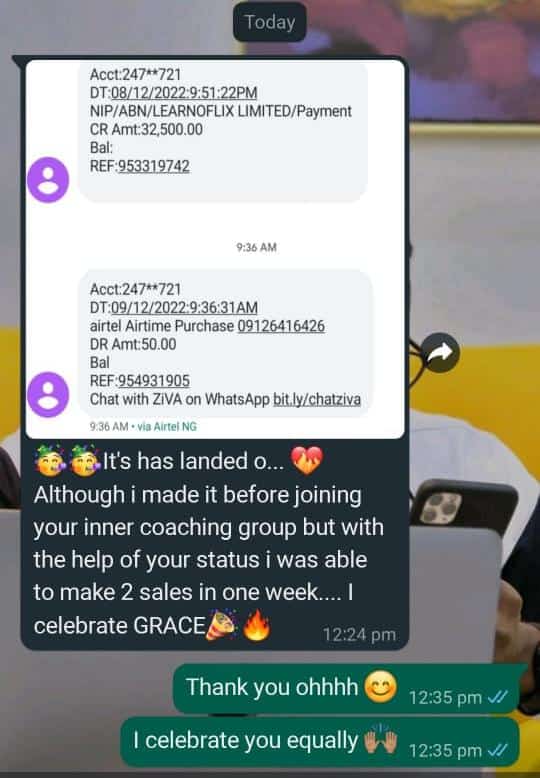 Today
Acct:247**721
DT:08/12/2022:9:51:22PM
NIP/ABN/LEARNOFLIX LIMITED/Payment
CR Amt:32,500.00
Bal:
REF:953319742
9:36 AM
Acct:247**721
DT:09/12/2022:9:36:31AM
airtel Airtime Purchase 09126416426
DR Amt:50.00
Bal
REF:954931905
Chat with ZiVA on WhatsApp bit.ly/chatziva
9:36 AM • via Airtel NG
🥳🥳It's has landed o... ❤️‍🔥
Although i made it before joining
your inner coaching group but with
the help of your status i was able
to make 2 sales in one week.... I
celebrate GRACE🎉🔥
12:24 pm
Thank you ohhhh 😊 12:35 pm
I celebrate you equally 🙌🏽 12:35 pm